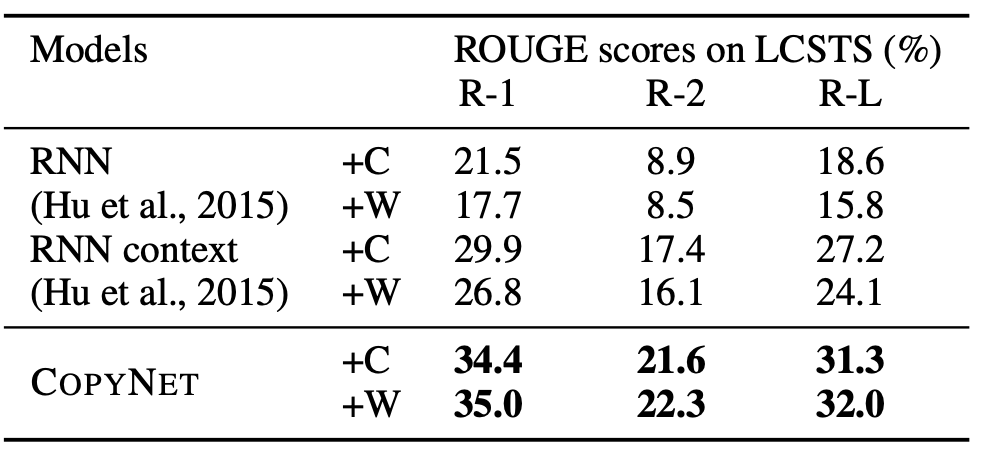 Models ROUGE scores on LCSTS (%)
R-1 R-2 R-L
RNN +C 21.5 8.9 18.6
(Hu et al., 2015) +W 17.7 8.5 15.8
RNN context +C 29.9 17.4 27.2
(Hu et al., 2015) +W 26.8 16.1 24.1
COPYNET +C 34.4 21.6 31.3
+W 35.0 22.3 32.0